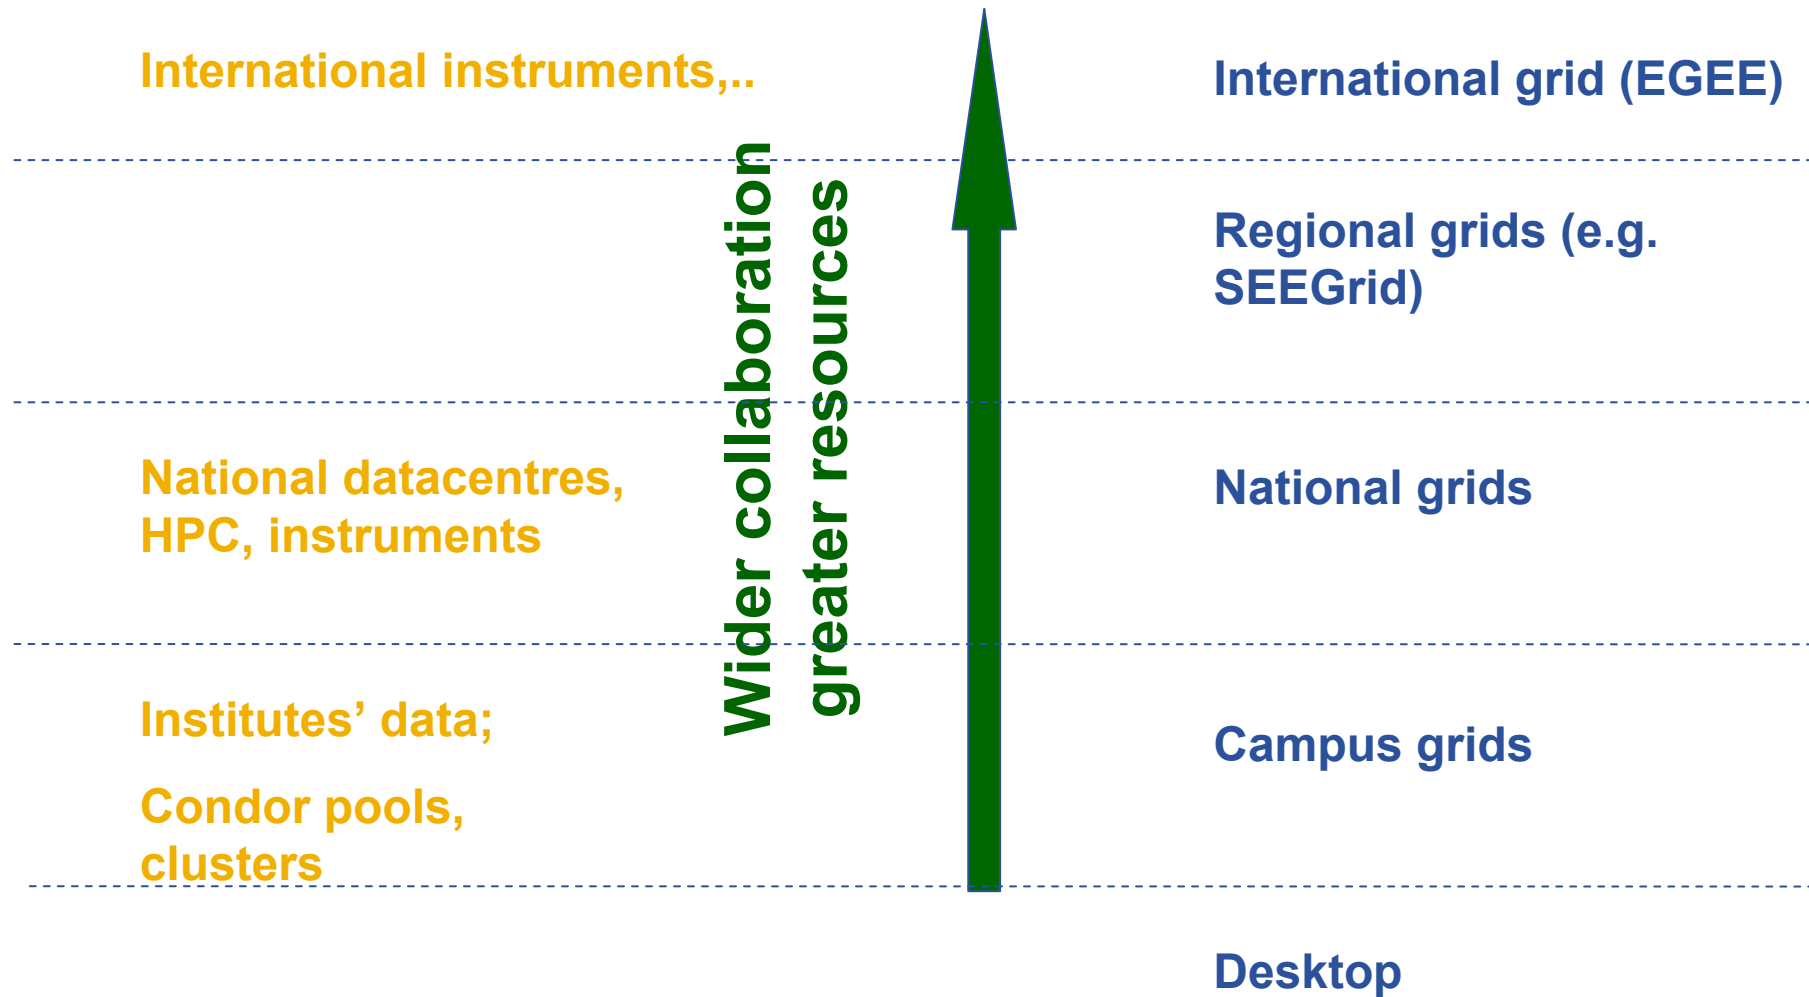 International instruments,..
International grid (EGEE)
Wider collaboration
greater resources
Regional grids (e.g.
SEEGrid)
National datacentres,
HPC, instruments
National grids
Institutes’ data;
Condor pools,
clusters
Campus grids
Desktop